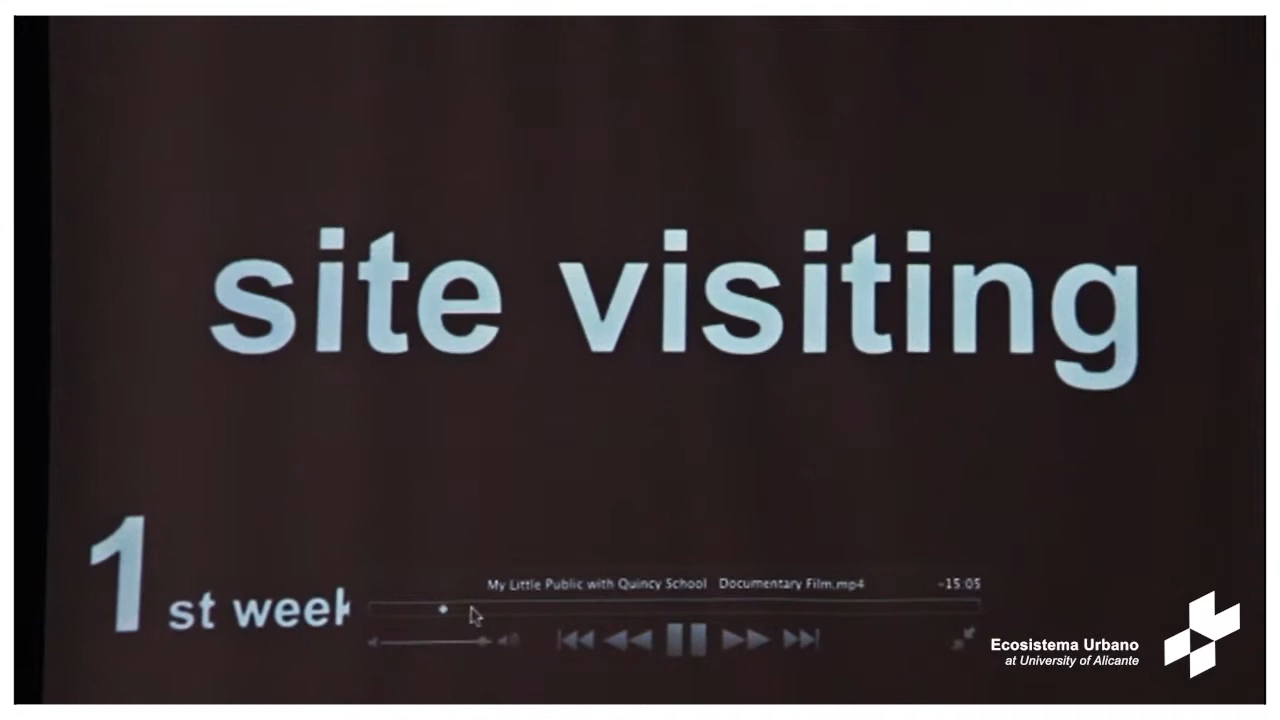 site visiting
1 st week
My Little Public with Quincy School Documentary Film.mp4
-15:05
Ecosistema Urbano
at University of Alicante